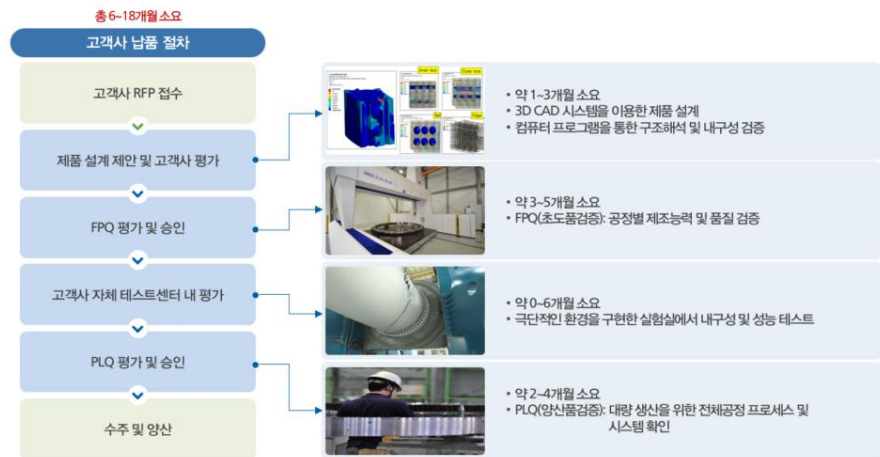 총 6~18개월 소요
고객사 납품 절차
고객사 RFP 접수
제품 설계 제안 및 고객사 평가
FPQ 평가 및 승인
고객사 자체 테스트센터 내 평가
PLQ 평가 및 승인
수주 및 양산
• 약 1~3개월 소요
• 3D CAD 시스템을 이용한 제품 설계
• 컴퓨터 프로그램을 통한 구조해석 및 내구성 검증
• 약 3~5개월 소요
• FPQ(초도품검증): 공정별 제조능력 및 품질 검증
• 약 0~6개월 소요
• 극단적인 환경을 구현한 실험실에서 내구성 및 성능 테스트
• 약 2~4개월 소요
• PLQ(양산품검증): 대량 생산을 위한 전체공정 프로세스 및
시스템 확인